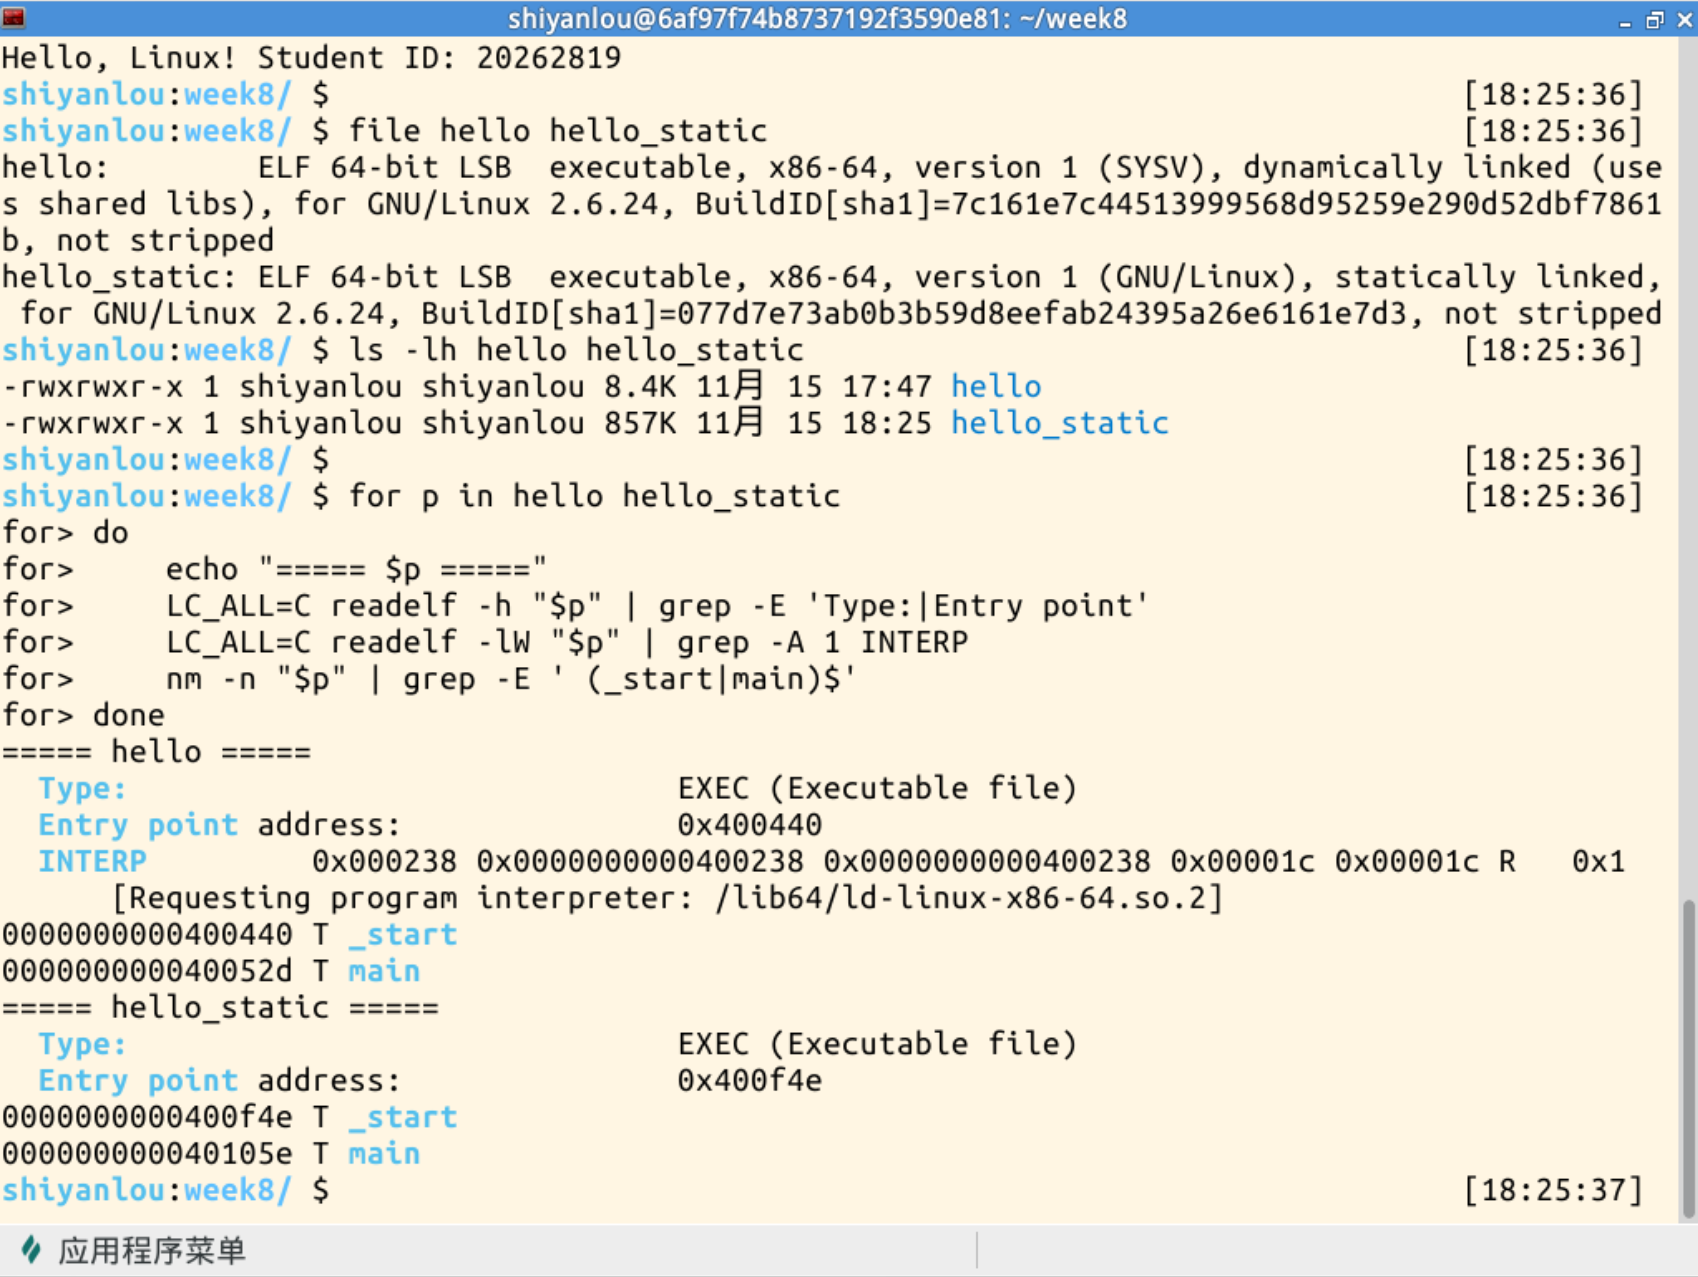 shiyanlou@6af97f74b8737192f3590e81: ~/week8
Hello, Linux! Student ID: 20262819
shiyanlou:week8/ $ [18:25:36]
shiyanlou:week8/ $ file hello hello_static [18:25:36]
hello:        ELF 64-bit LSB  executable, x86-64, version 1 (SYSV), dynamically linked (use
s shared libs), for GNU/Linux 2.6.24, BuildID[sha1]=7c161e7c44513999568d95259e290d52dbf7861
b, not stripped
hello_static: ELF 64-bit LSB  executable, x86-64, version 1 (GNU/Linux), statically linked,
 for GNU/Linux 2.6.24, BuildID[sha1]=077d7e73ab0b3b59d8eefab24395a26e6161e7d3, not stripped
shiyanlou:week8/ $ ls -lh hello hello_static [18:25:36]
-rwxrwxr-x 1 shiyanlou shiyanlou 8.4K 11月 15 17:47 hello
-rwxrwxr-x 1 shiyanlou shiyanlou 857K 11月 15 18:25 hello_static
shiyanlou:week8/ $ [18:25:36]
shiyanlou:week8/ $ for p in hello hello_static [18:25:36]
for> do
for>     echo "===== $p ====="
for>     LC_ALL=C readelf -h "$p" | grep -E 'Type:|Entry point'
for>     LC_ALL=C readelf -lW "$p" | grep -A 1 INTERP
for>     nm -n "$p" | grep -E ' (_start|main)$'
for> done
===== hello =====
  Type:                              EXEC (Executable file)
  Entry point address:               0x400440
  INTERP         0x000238 0x0000000000400238 0x0000000000400238 0x00001c 0x00001c R   0x1
      [Requesting program interpreter: /lib64/ld-linux-x86-64.so.2]
0000000000400440 T _start
000000000040052d T main
===== hello_static =====
  Type:                              EXEC (Executable file)
  Entry point address:               0x400f4e
0000000000400f4e T _start
000000000040105e T main
shiyanlou:week8/ $ [18:25:37]
应用程序菜单